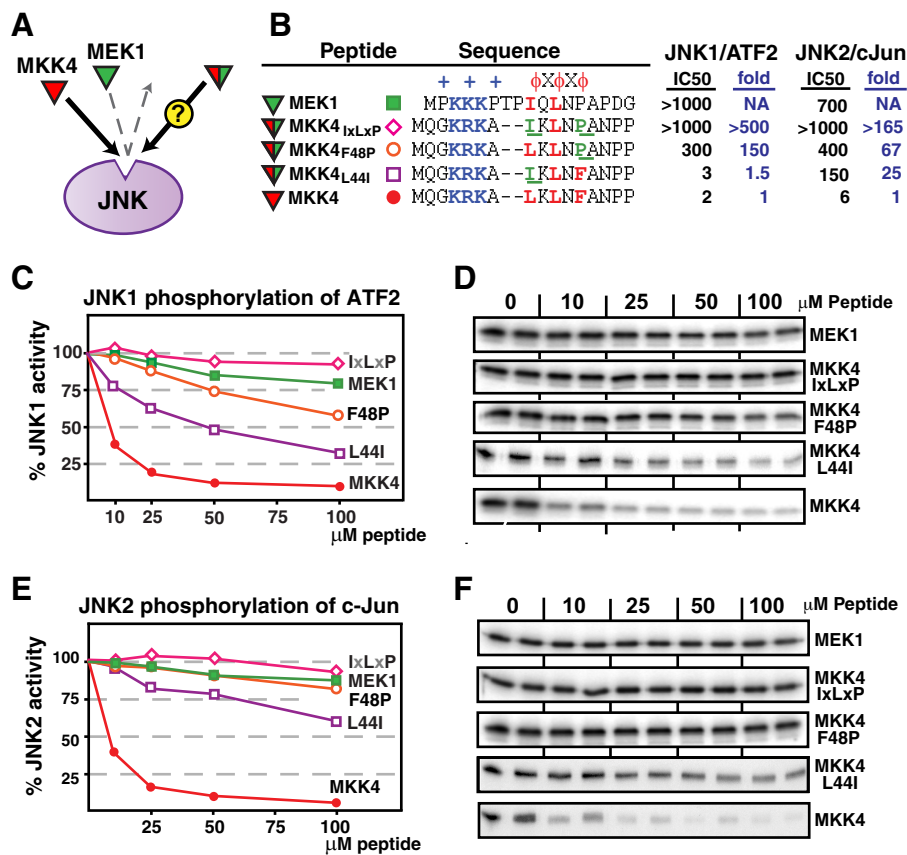 A
MKK4
MEK1
?
JNK
B
Peptide Sequence JNK1/ATF2 JNK2/cJun
IC50 fold IC50 fold
+ + + ϕXϕXϕ
MEK1 MPKKKPTPIQLNPAPDG >1000 NA 700 NA
MKK4 IxLxP MQGKRKA--IKLNPANPP >1000 >500 >1000 >165
MKK4 F48P MQGKRKA--LKLNPANPP 300 150 400 67
MKK4 L44I MQGKRKA--IKLNFANPP 3 1.5 150 25
MKK4 MQGKRKA--LKLNFANPP 2 1 6 1
C
JNK1 phosphorylation of ATF2
% JNK1 activity
100
75
50
25
IxLxP
MEK1
F48P
L44I
MKK4
10 25 50 75 100
μM peptide
D
0 10 25 50 100 μM Peptide
MEK1
MKK4
IxLxP
MKK4
F48P
MKK4
L44I
MKK4
E
JNK2 phosphorylation of c-Jun
% JNK2 activity
100
75
50
25
IxLxP
MEK1
F48P
L44I
MKK4
25 50 75 100
μM peptide
F
0 10 25 50 100 μM Peptide
MEK1
MKK4
IxLxP
MKK4
F48P
MKK4
L44I
MKK4